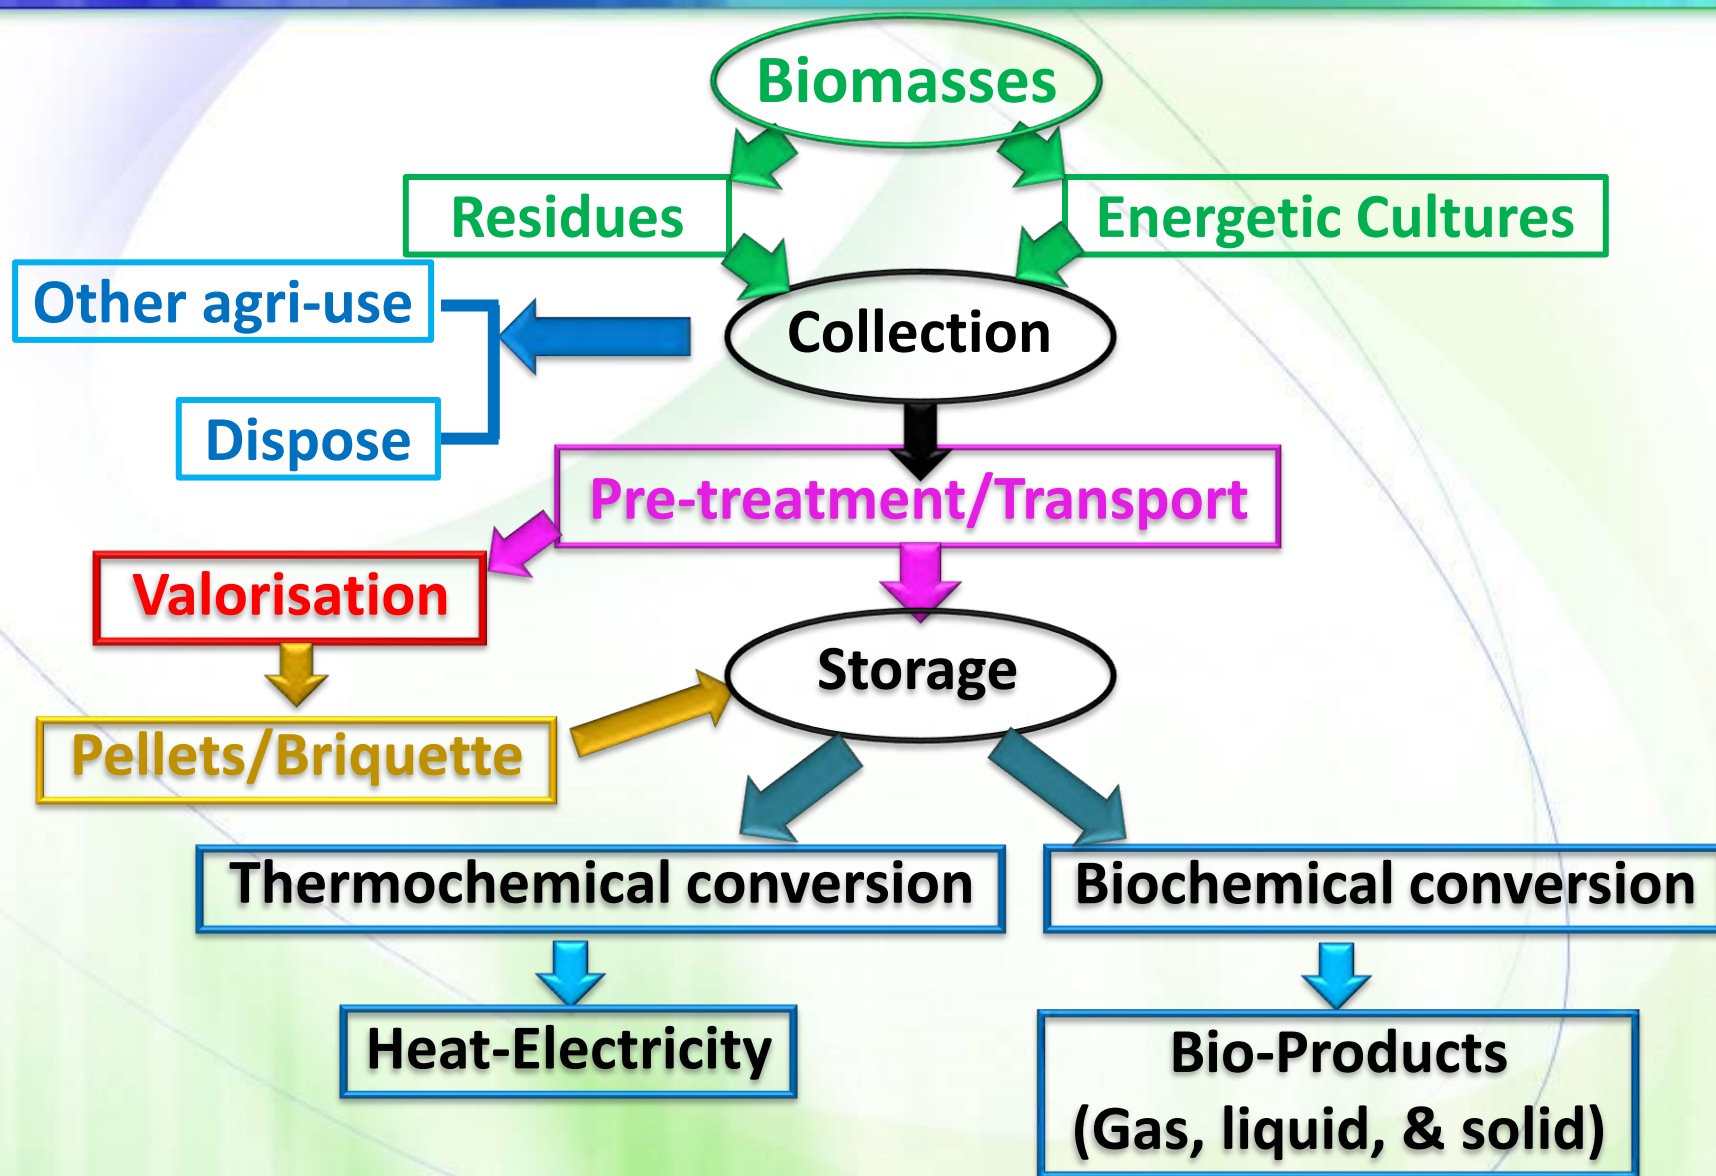 Biomasses
Residues
Energetic Cultures
Other agri-use
Collection
Dispose
Pre-treatment/Transport
Valorisation
Storage
Pellets/Briquette
Thermochemical conversion
Biochemical conversion
Heat-Electricity
Bio-Products
(Gas, liquid, & solid)